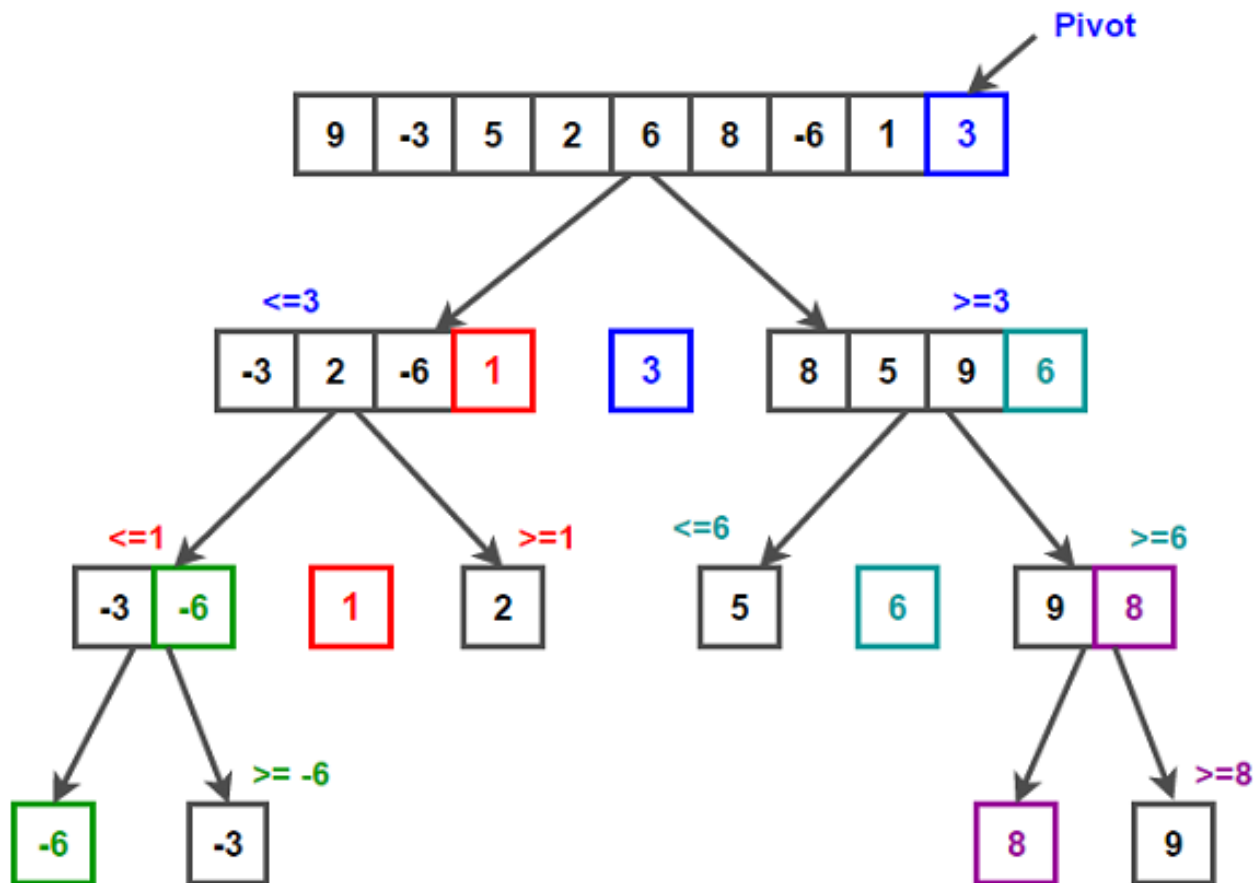 Pivot
9 -3 5 2 6 8 -6 1 3
<=3 >=3
-3 2 -6 1 3 8 5 9 6
<=1 >=1 <=6 >=6
-3 -6 1 2 5 6 9 8
>= -6 >=8
-6 -3 8 9